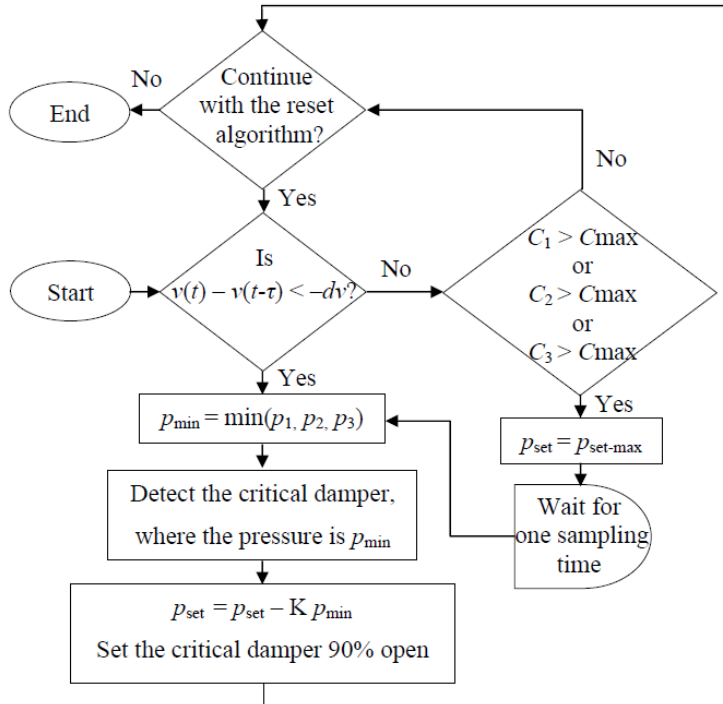 No
Continue
with the reset
algorithm?
End
No
Yes
Is
v(t) – v(t-τ) < –dv?
No
Start
C₁ > Cmax
or
C₂ > Cmax
or
C₃ > Cmax
Yes
Yes
pmin = min(p₁, p₂, p₃)
pset = pset-max
Detect the critical damper,
where the pressure is pmin
Wait for
one sampling
time
pset = pset – K pmin
Set the critical damper 90% open